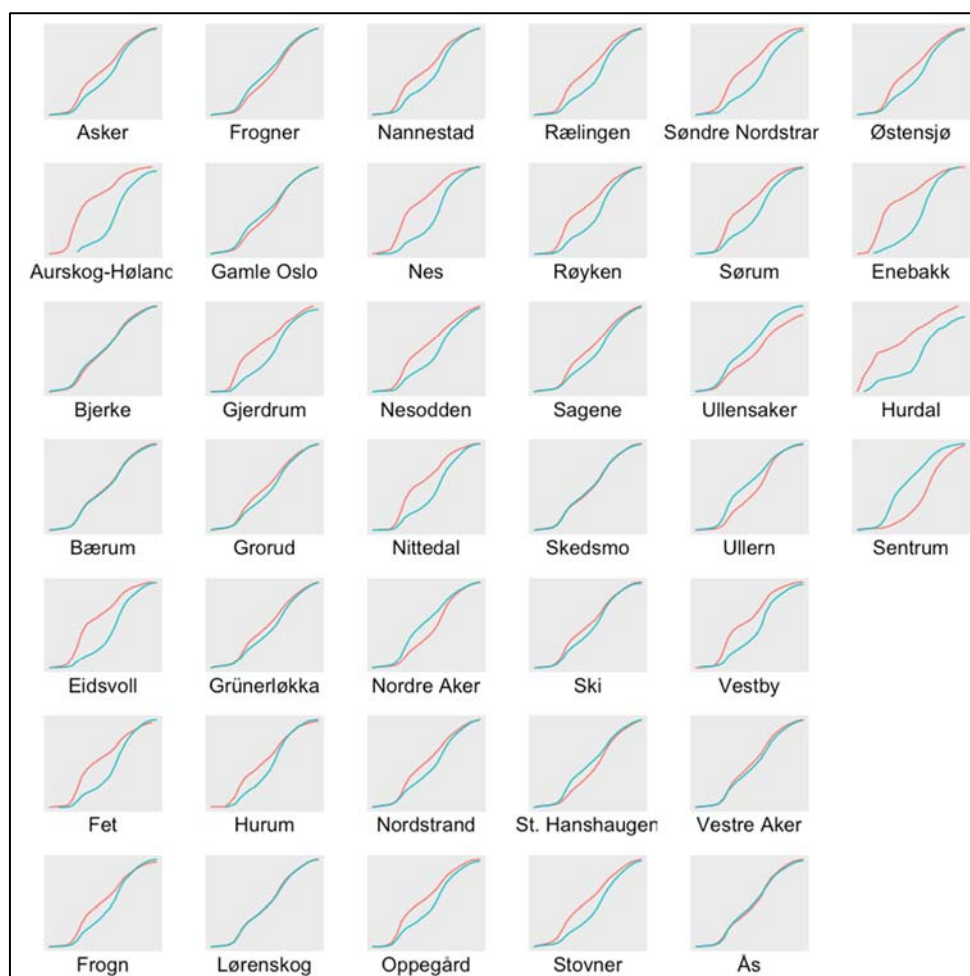 Asker Frogner Nannestad Rælingen Søndre Nordstrar Østensjø
Aurskog-Høland Gamle Oslo Nes Røyken Sørum Enebakk
Bjerke Gjerdrum Nesodden Sagene Ullensaker Hurdal
Bærum Grorud Nittedal Skedsmo Ullern Sentrum
Eidsvoll Grünerløkka Nordre Aker Ski Vestby
Fet Hurum Nordstrand St. Hanshaugen Vestre Aker
Frogn Lørenskog Oppegård Stovner Ås